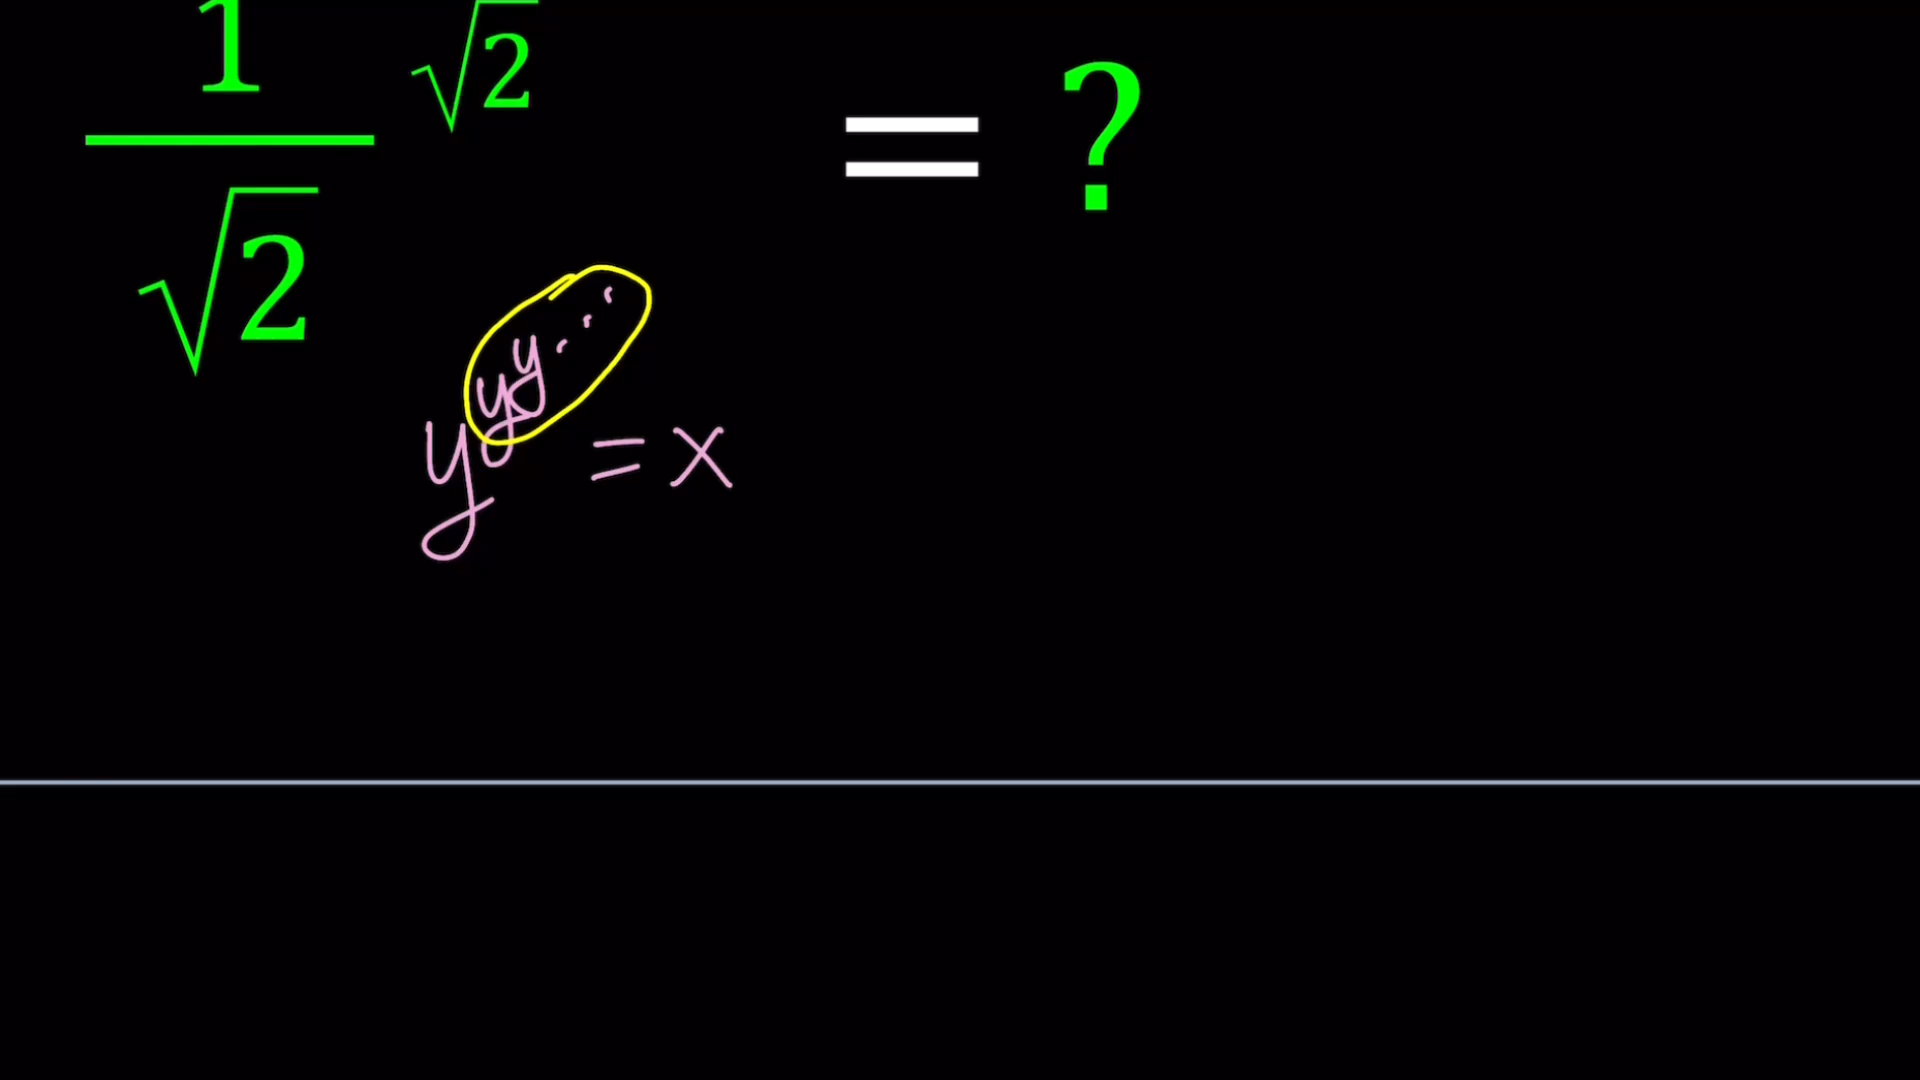 1/√2 √2 = ?
y^y^y^... = x